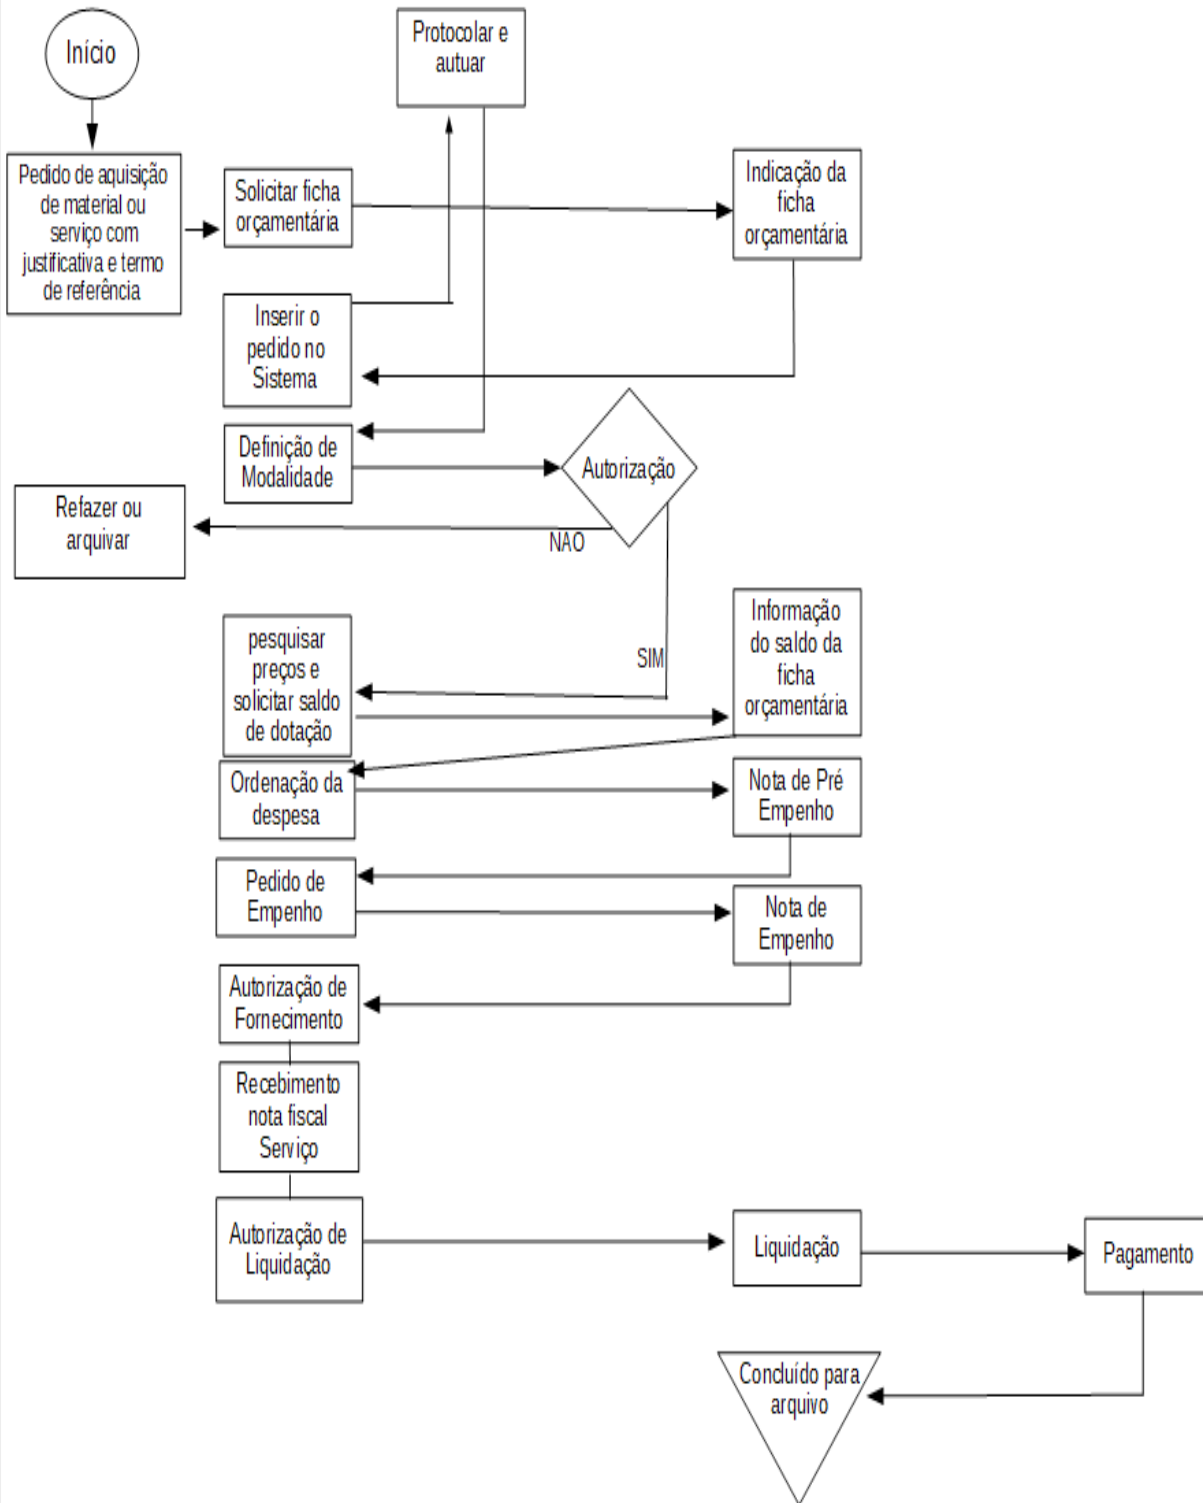 Início
Protocolar e
autuar
Pedido de aquisição
de material ou
serviço com
justificativa e termo
de referência
Solicitar ficha
orçamentária
Indicação da
ficha
orçamentária
Inserir o
pedido no
Sistema
Definição de
Modalidade
Autorização
Refazer ou
arquivar
NAO
SIM
pesquisar
preços e
solicitar saldo
de dotação
Informação
do saldo da
ficha
orçamentária
Ordenação da
despesa
Nota de Pré
Empenho
Pedido de
Empenho
Nota de
Empenho
Autorização de
Fornecimento
Recebimento
nota fiscal
Serviço
Autorização de
Liquidação
Liquidação
Pagamento
Concluído para
arquivo